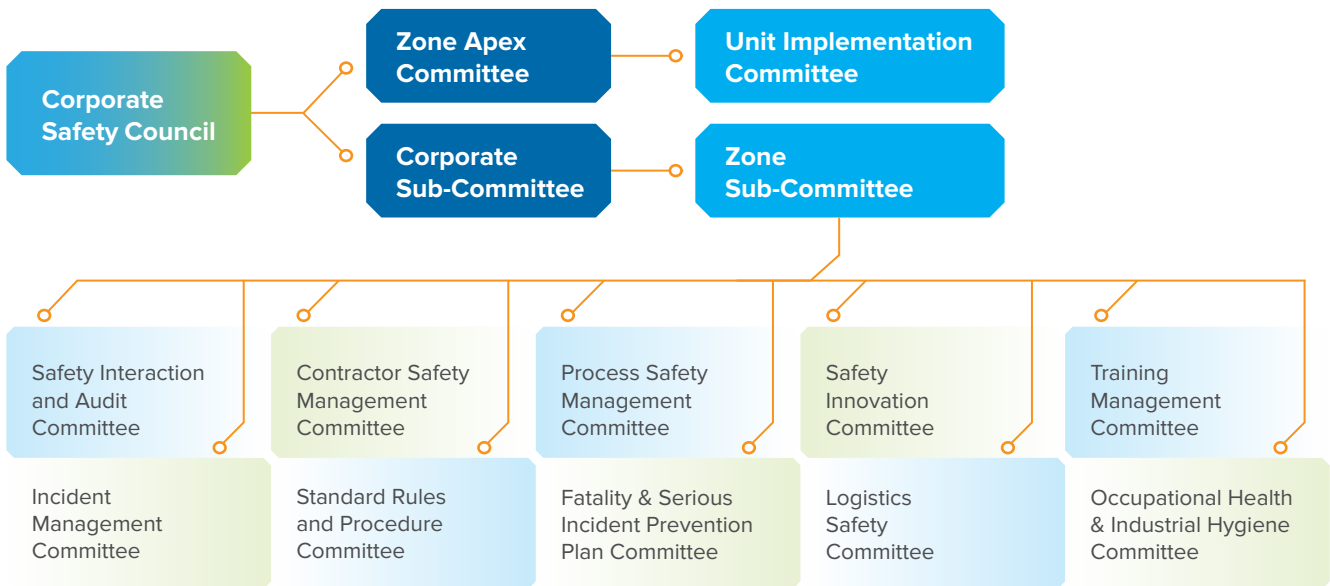 Corporate
Safety Council
Zone Apex
Committee
Unit Implementation
Committee
Corporate
Sub-Committee
Zone
Sub-Committee
Safety Interaction
and Audit
Committee
Contractor Safety
Management
Committee
Process Safety
Management
Committee
Safety
Innovation
Committee
Training
Management
Committee
Incident
Management
Committee
Standard Rules
and Procedure
Committee
Fatality & Serious
Incident Prevention
Plan Committee
Logistics
Safety
Committee
Occupational Health
& Industrial Hygiene
Committee